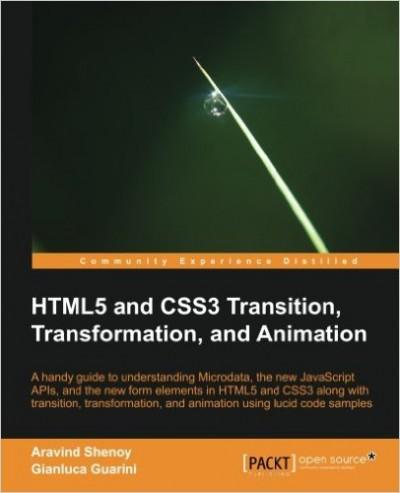 Community Experience Distilled
HTML5 and CSS3 Transition,
Transformation, and Animation
A handy guide to understanding Microdata, the new JavaScript
APIs, and the new form elements in HTML5 and CSS3 along with
transition, transformation, and animation using lucid code samples
Aravind Shenoy
Gianluca Guarini
[PACKT] open source*
PUBLISHING